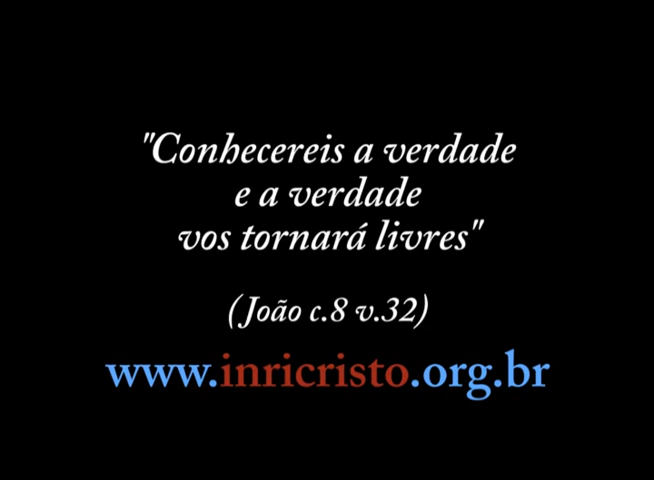 "Conhecereis a verdade
e a verdade
vos tornará livres"
(João c.8 v.32)
www.inricristo.org.br